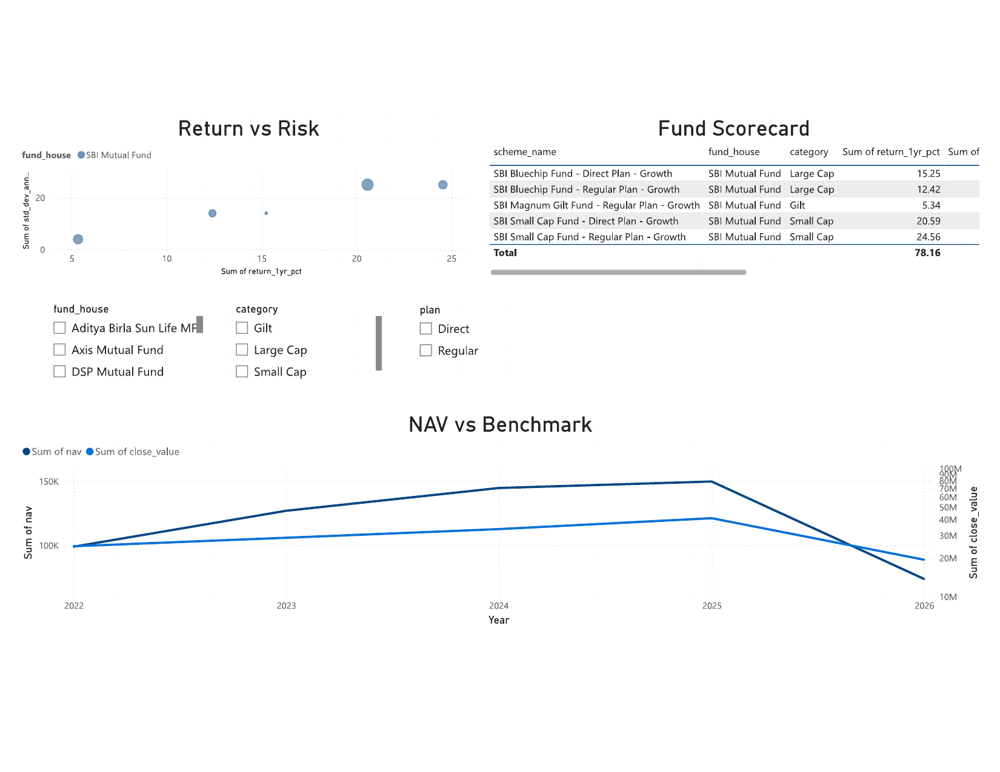 Return vs Risk
fund_house SBI Mutual Fund
Sum of std_dev_ann...
20
0
5 10 15 20 25
Sum of return_1yr_pct
Fund Scorecard
scheme_name fund_house category Sum of return_1yr_pct Sum of
SBI Bluechip Fund - Direct Plan - Growth SBI Mutual Fund Large Cap 15.25
SBI Bluechip Fund - Regular Plan - Growth SBI Mutual Fund Large Cap 12.42
SBI Magnum Gilt Fund - Regular Plan - Growth SBI Mutual Fund Gilt 5.34
SBI Small Cap Fund - Direct Plan - Growth SBI Mutual Fund Small Cap 20.59
SBI Small Cap Fund - Regular Plan - Growth SBI Mutual Fund Small Cap 24.56
Total 78.16
fund_house
Aditya Birla Sun Life MF
Axis Mutual Fund
DSP Mutual Fund
category
Gilt
Large Cap
Small Cap
plan
Direct
Regular
NAV vs Benchmark
Sum of nav Sum of close_value
Sum of nav
150K
100K
100M
90M
80M
70M
60M
50M
40M
30M
20M
10M
Sum of close_value
2022 2023 2024 2025 2026
Year